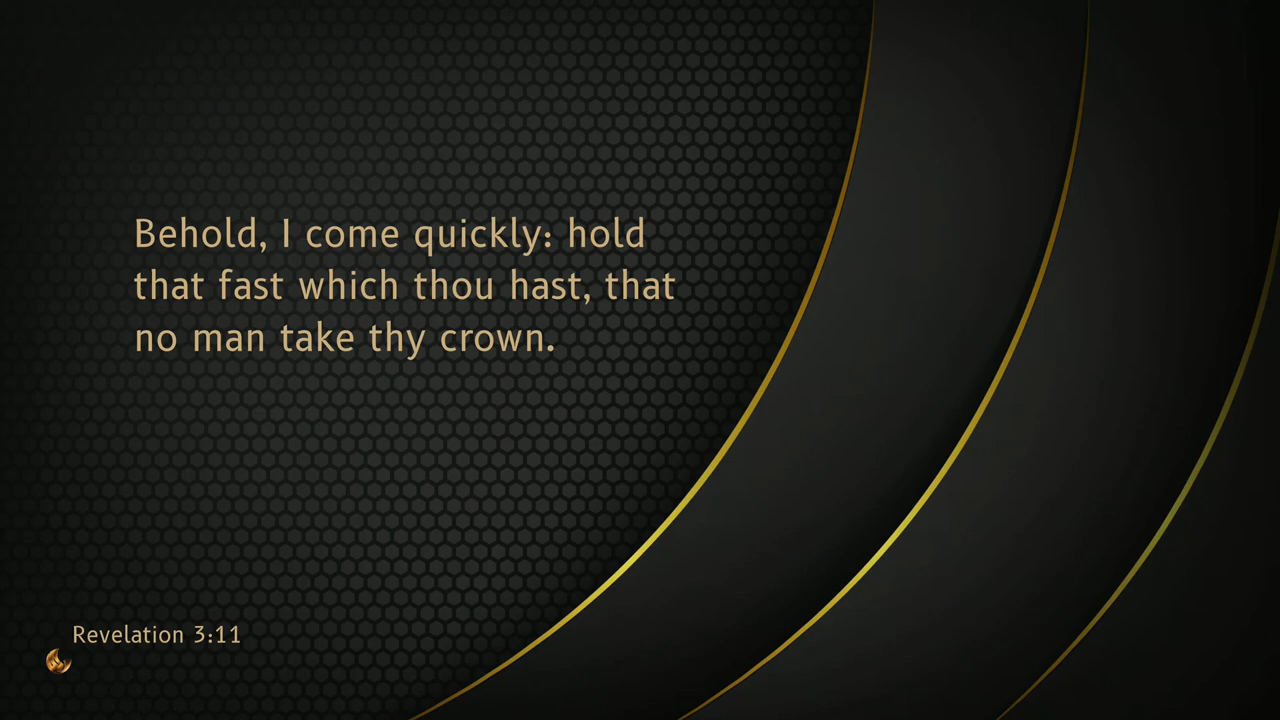 Behold, I come quickly: hold
that fast which thou hast, that
no man take thy crown.
Revelation 3:11